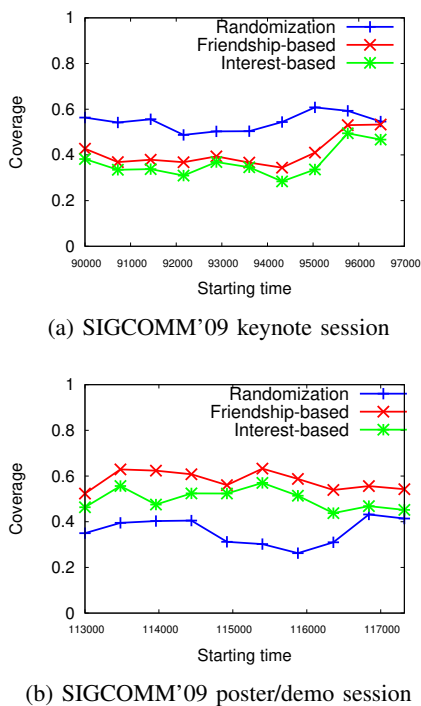 1
0.8
0.6
0.4
0.2
0
Coverage
Randomization
Friendship-based
Interest-based
90000 91000 92000 93000 94000 95000 96000 97000
Starting time
(a) SIGCOMM'09 keynote session
1
0.8
0.6
0.4
0.2
0
Coverage
Randomization
Friendship-based
Interest-based
113000 114000 115000 116000 117000
Starting time
(b) SIGCOMM'09 poster/demo session